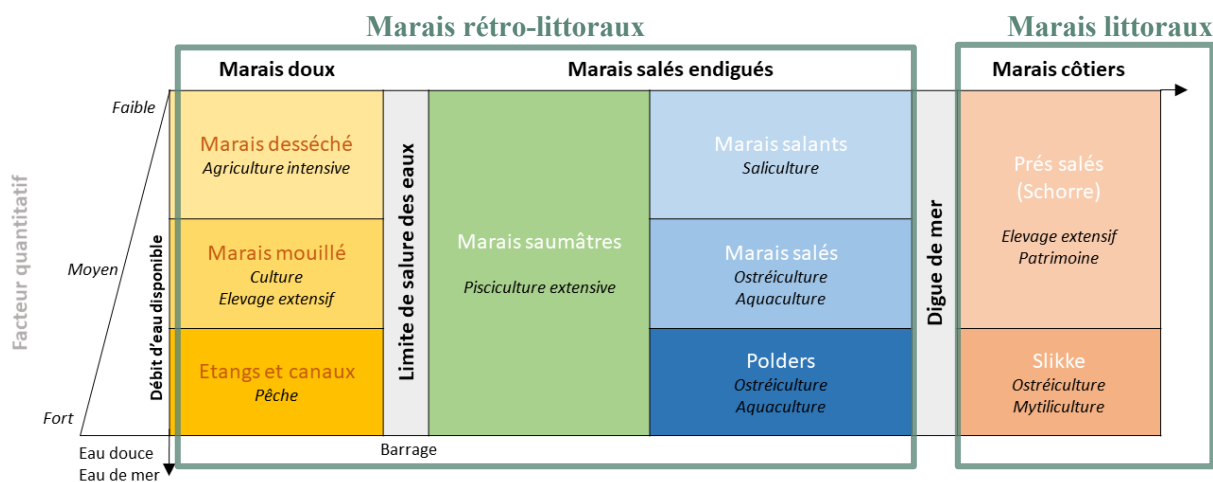 Marais rétro-littoraux
Marais littoraux
Marais doux
Marais salés endigués
Marais côtiers
Facteur quantitatif
Faible
Moyen
Fort
Débit d'eau disponible
Marais desséché
Agriculture intensive
Marais mouillé
Culture
Elevage extensif
Etangs et canaux
Pêche
Limite de salure des eaux
Marais saumâtres
Pisciculture extensive
Marais salants
Saliculture
Marais salés
Ostréiculture
Aquaculture
Polders
Ostréiculture
Aquaculture
Digue de mer
Prés salés
(Schorre)
Elevage extensif
Patrimoine
Slikke
Ostréiculture
Mytiliculture
Eau douce
Eau de mer
Barrage